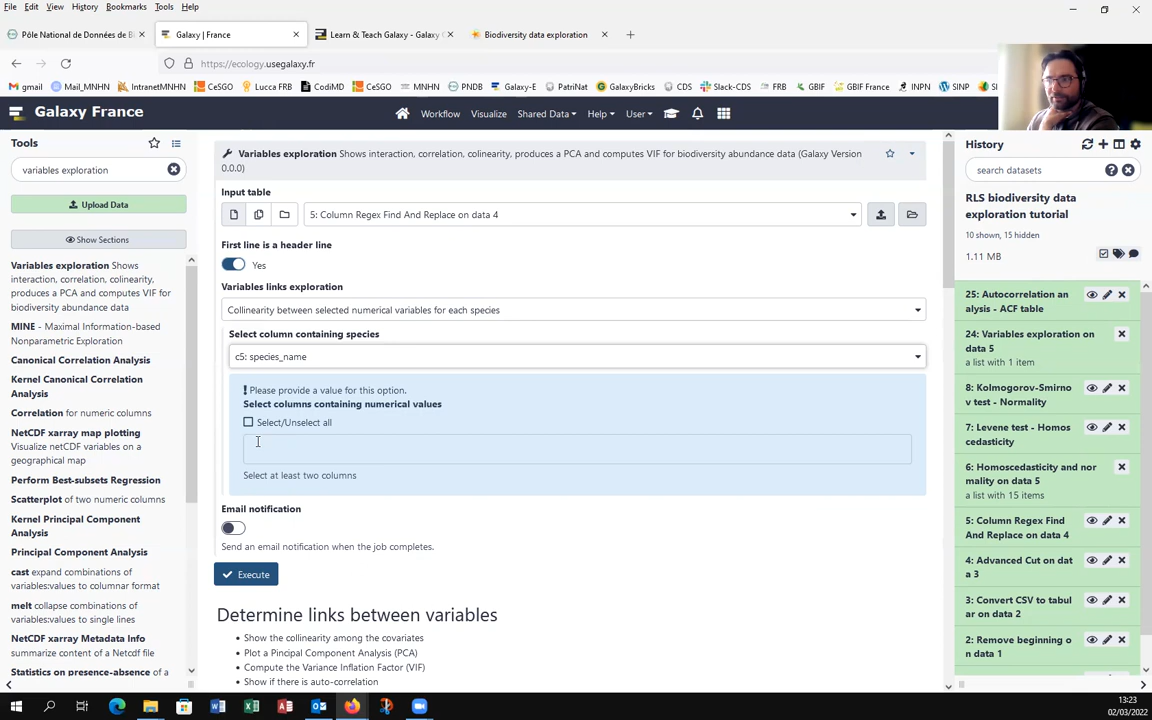 File Edit View History Bookmarks Tools Help
Pôle National de Données de Bi
Galaxy | France
Learn & Teach Galaxy - Galaxy C
Biodiversity data exploration
https://ecology.usegalaxy.fr
gmail
Mail_MNHN
IntranetMNHN
CeSGO
Lucca FRB
CodiMD
CeSGO
MNHN
PNDB
Galaxy-E
PatriNat
GalaxyBricks
CDS
Slack-CDS
FRB
GBIF
GBIF France
INPN
SINP
Galaxy France
Workflow Visualize Shared Data Help User
Tools
variables exploration
Upload Data
Show Sections
Variables exploration Shows
interaction, correlation, colinearity,
produces a PCA and computes VIF for
biodiversity abundance data
MINE - Maximal Information-based
Nonparametric Exploration
Canonical Correlation Analysis
Kernel Canonical Correlation
Analysis
Correlation for numeric columns
NetCDF xarray map plotting
Visualize netCDF variables on a
geographical map
Perform Best-subsets Regression
Scatterplot of two numeric columns
Kernel Principal Component
Analysis
Principal Component Analysis
cast expand combinations of
variables:values to columnar format
melt collapse combinations of
variables:values to single lines
NetCDF xarray Metadata Info
summarize content of a Netcdf file
Statistics on presence-absence of a
Variables exploration Shows interaction, correlation, colinearity, produces a PCA and computes VIF for biodiversity abundance data (Galaxy Version
0.0.0)
Input table
5: Column Regex Find And Replace on data 4
First line is a header line
Yes
Variables links exploration
Collinearity between selected numerical variables for each species
Select column containing species
c5: species_name
! Please provide a value for this option.
Select columns containing numerical values
Select/Unselect all
Select at least two columns
Email notification
Send an email notification when the job completes.
Execute
Determine links between variables
• Show the collinearity among the covariates
• Plot a Pincipal Component Analysis (PCA)
• Compute the Variance Inflation Factor (VIF)
• Show if there is auto-correlation
History
search datasets
RLS biodiversity data
exploration tutorial
10 shown, 15 hidden
1.11 MB
25: Autocorrelation an
alysis - ACF table
24: Variables exploration on
data 5
a list with 1 item
8: Kolmogorov-Smirno
v test - Normality
7: Levene test - Homos
cedasticity
6: Homoscedasticity and nor
mality on data 5
a list with 15 items
5: Column Regex Find
And Replace on data 4
4: Advanced Cut on dat
a 3
3: Convert CSV to tabul
ar on data 2
2: Remove beginning o
n data 1
13:23
02/03/2022